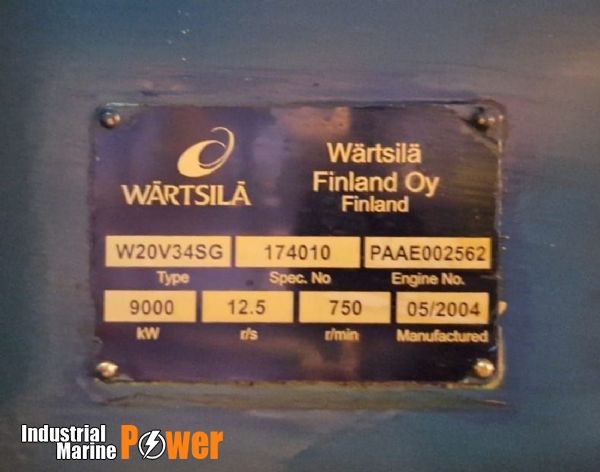 WÄRTSILÄ
Wärtsilä
Finland Oy
Finland
W20V34SG 174010 PAAE002562
Type Spec. No Engine No.
9000 12.5 750 05/2004
kW r/s r/min Manufactured
Industrial
Marine Power